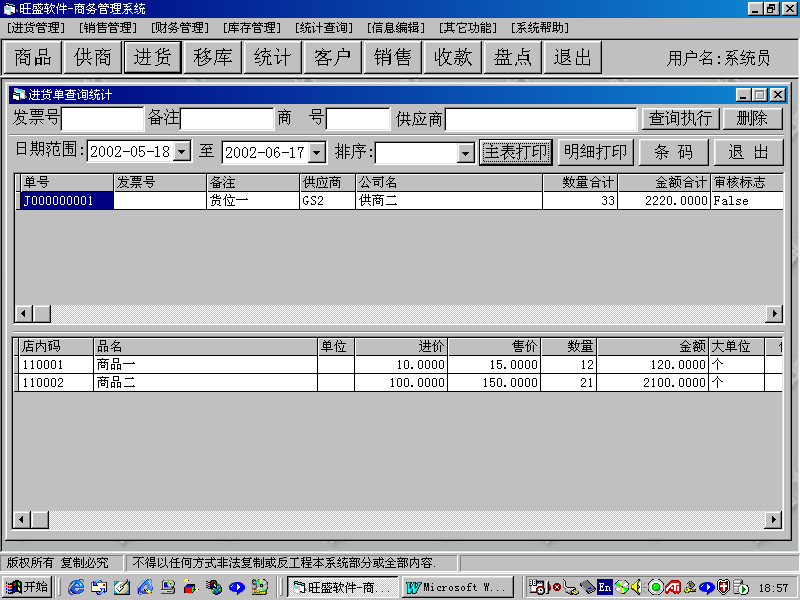 旺盛软件-商务管理系统
[进货管理] [销售管理] [财务管理] [库存管理] [统计查询] [信息编辑] [其它功能] [系统帮助]
商品 供商 进货 移库 统计 客户 销售 收款 盘点 退出 用户名:系统员
进货单查询统计
发票号 备注 商 号 供应商 查询执行 删除
日期范围: 2002-05-18 至 2002-06-17 排序: 主表打印 明细打印 条 码 退 出
单号 发票号 备注 供应商 公司名 数量合计 金额合计 审核标志
J000000001 货位一 GS2 供商二 33 2220.0000 False
店内码 品名 单位 进价 售价 数量 金额 大单位
110001 商品一 10.0000 15.0000 12 120.0000 个
110002 商品二 100.0000 150.0000 21 2100.0000 个
版权所有 复制必究 不得以任何方式非法复制或反工程本系统部分或全部内容.
开始 旺盛软件-商... Microsoft W... En 18:57